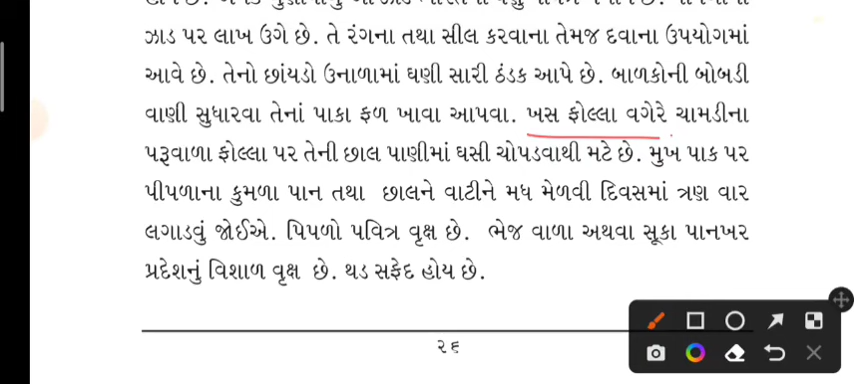 ઝાડ પર લાખ ઉગે છે. તે રંગના તથા સીલ કરવાના તેમજ દવાના ઉપયોગમાં
આવે છે. તેનો છાંયડો ઉનાળામાં ઘણી સારી ઠંડક આપે છે. બાળકોની બોબડી
વાણી સુધારવા તેનાં પાકા ફળ ખાવા આપવા. ખસ ફોલ્લા વગેરે ચામડીના
પરૂવાળા ફોલ્લા પર તેની છાલ પાણીમાં ઘસી ચોપડવાથી મટે છે. મુખ પાક પર
પીપળાના કુમળા પાન તથા છાલને વાટીને મધ મેળવી દિવસમાં ત્રણ વાર
લગાડવું જોઈએ. પિપળો પવિત્ર વૃક્ષ છે. ભેજ વાળા અથવા સૂકા પાનખર
પ્રદેશનું વિશાળ વૃક્ષ છે. થડ સફેદ હોય છે.
૨૬